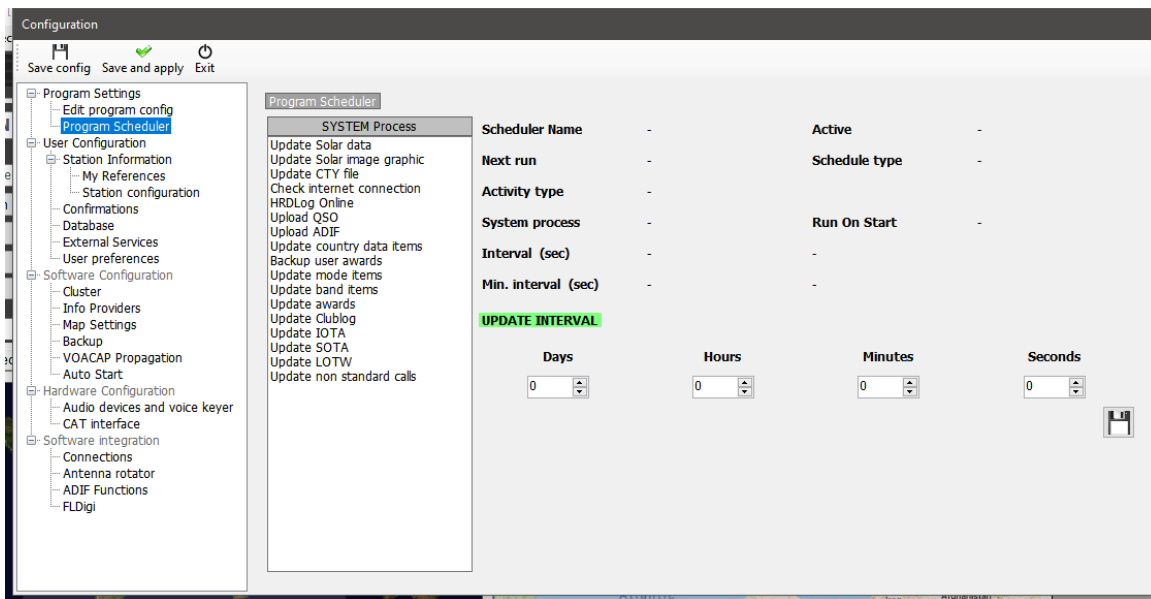 Configuration
Save config Save and apply Exit
Program Settings
Edit program config
Program Scheduler
User Configuration
Station Information
My References
Station configuration
Confirmations
Database
External Services
User preferences
Software Configuration
Cluster
Info Providers
Map Settings
Backup
VOACAP Propagation
Auto Start
Hardware Configuration
Audio devices and voice keyer
CAT interface
Software integration
Connections
Antenna rotator
ADIF Functions
FLDigi
Program Scheduler
SYSTEM Process
Update Solar data
Update Solar image graphic
Update CTY file
Check internet connection
HRDLog Online
Upload QSO
Upload ADIF
Update country data items
Backup user awards
Update mode items
Update band items
Update awards
Update Clublog
Update IOTA
Update SOTA
Update LOTW
Update non standard calls
Scheduler Name - Active -
Next run - Schedule type -
Activity type -
System process - Run On Start -
Interval (sec) - -
Min. interval (sec) - -
UPDATE INTERVAL
Days Hours Minutes Seconds
0 0 0 0